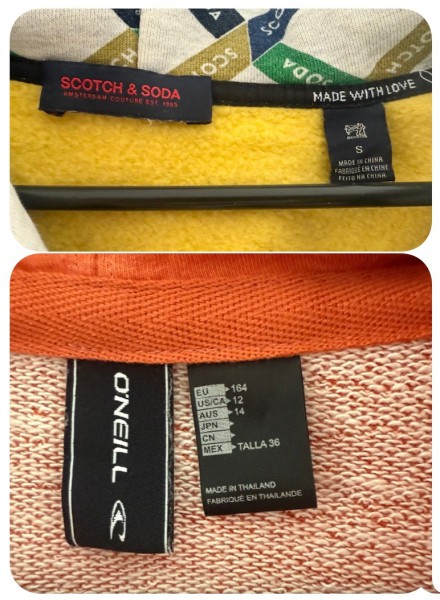 SCOTCH
SODA
SCOTCH & SODA
AMSTERDAM COUTURE EST. 1985
MADE WITH LOVE
S
MADE IN CHINA
FABRIQUÉ EN CHINE
FEITO NA CHINA
O'NEILL
EU 164
US/CA 12
AUS 14
JPN
CN
MEX TALLA 36
MADE IN THAILAND
FABRIQUÉ EN THAILANDE